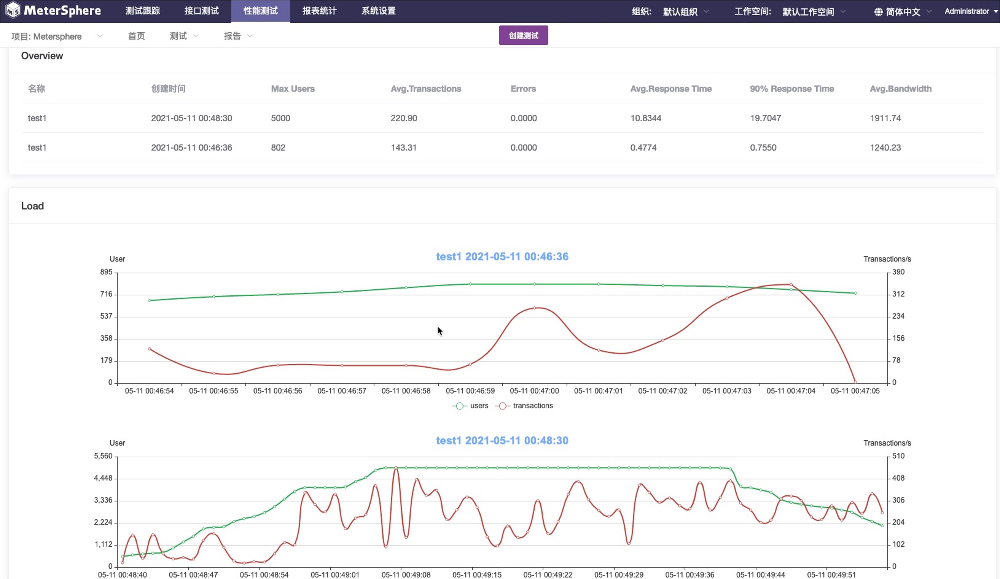 MeterSphere 测试跟踪 接口测试 性能测试 报表统计 系统设置 组织: 默认组织 工作空间: 默认工作空间 简体中文 Administrator
项目: Metersphere 首页 测试 报告 创建测试
Overview
名称 创建时间 Max Users Avg.Transactions Errors Avg.Response Time 90% Response Time Avg.Bandwidth
test1 2021-05-11 00:48:30 5000 220.90 0.0000 10.8344 19.7047 1911.74
test1 2021-05-11 00:46:36 802 143.31 0.0000 0.4774 0.7550 1240.23
Load
test1 2021-05-11 00:46:36
User Transactions/s
895 390
716 312
537 234
358 156
179 78
0 0
05-11 00:46:54 05-11 00:46:55 05-11 00:46:56 05-11 00:46:57 05-11 00:46:58 05-11 00:46:59 05-11 00:47:00 05-11 00:47:01 05-11 00:47:02 05-11 00:47:03 05-11 00:47:04 05-11 00:47:05
users transactions
test1 2021-05-11 00:48:30
User Transactions/s
5,560 510
4,448 408
3,336 306
2,224 204
1,112 102
0 0
05-11 00:48:40 05-11 00:48:47 05-11 00:48:54 05-11 00:49:01 05-11 00:49:08 05-11 00:49:15 05-11 00:49:22 05-11 00:49:29 05-11 00:49:36 05-11 00:49:44 05-11 00:49:51